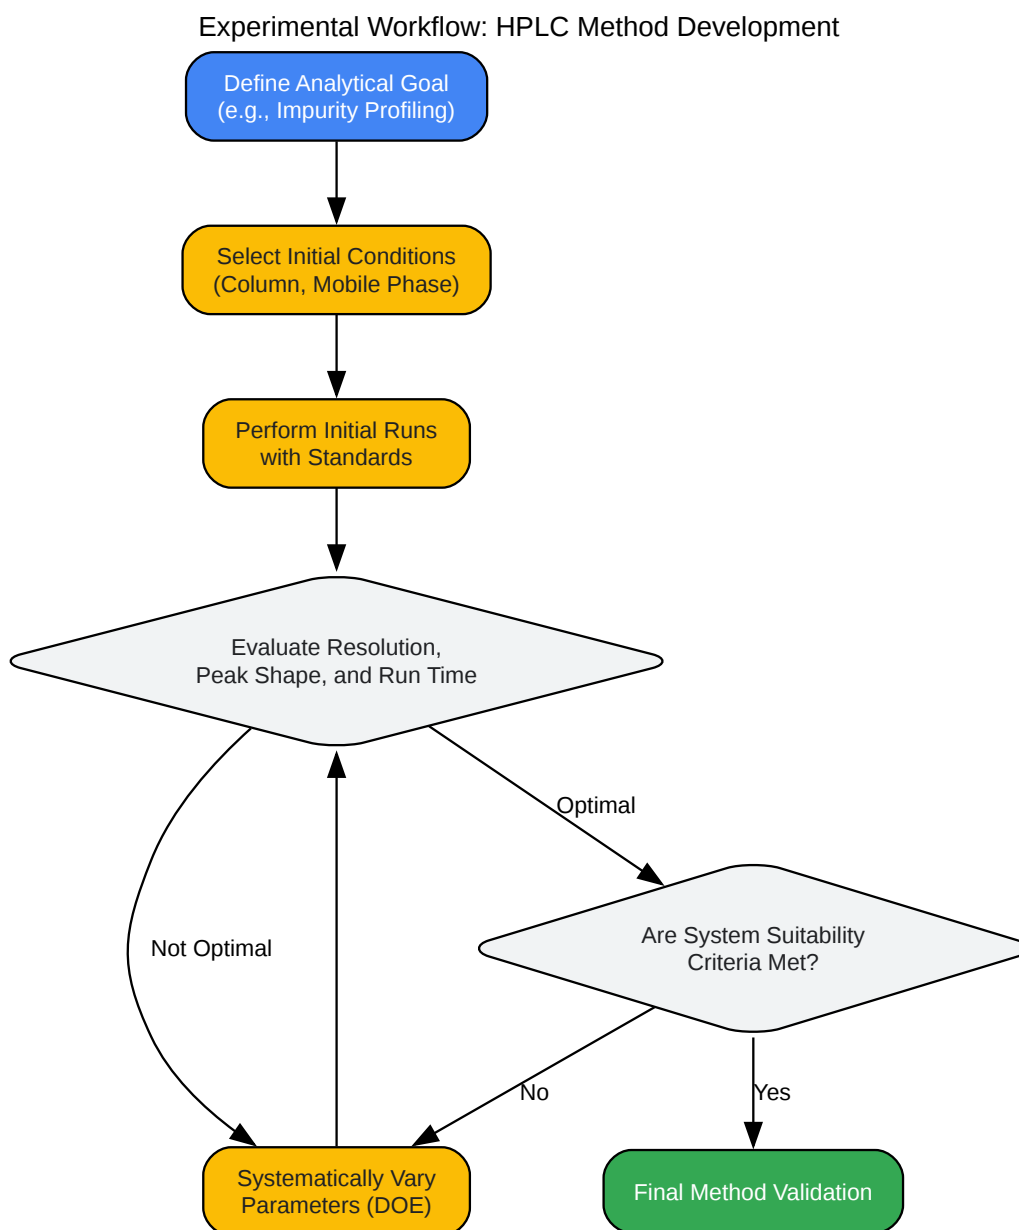 Experimental Workflow: HPLC Method Development
Define Analytical Goal
(e.g., Impurity Profiling)
Select Initial Conditions
(Column, Mobile Phase)
Perform Initial Runs
with Standards
Evaluate Resolution,
Peak Shape, and Run Time
Optimal
Not Optimal
Are System Suitability
Criteria Met?
No
Yes
Systematically Vary
Parameters (DOE)
Final Method Validation